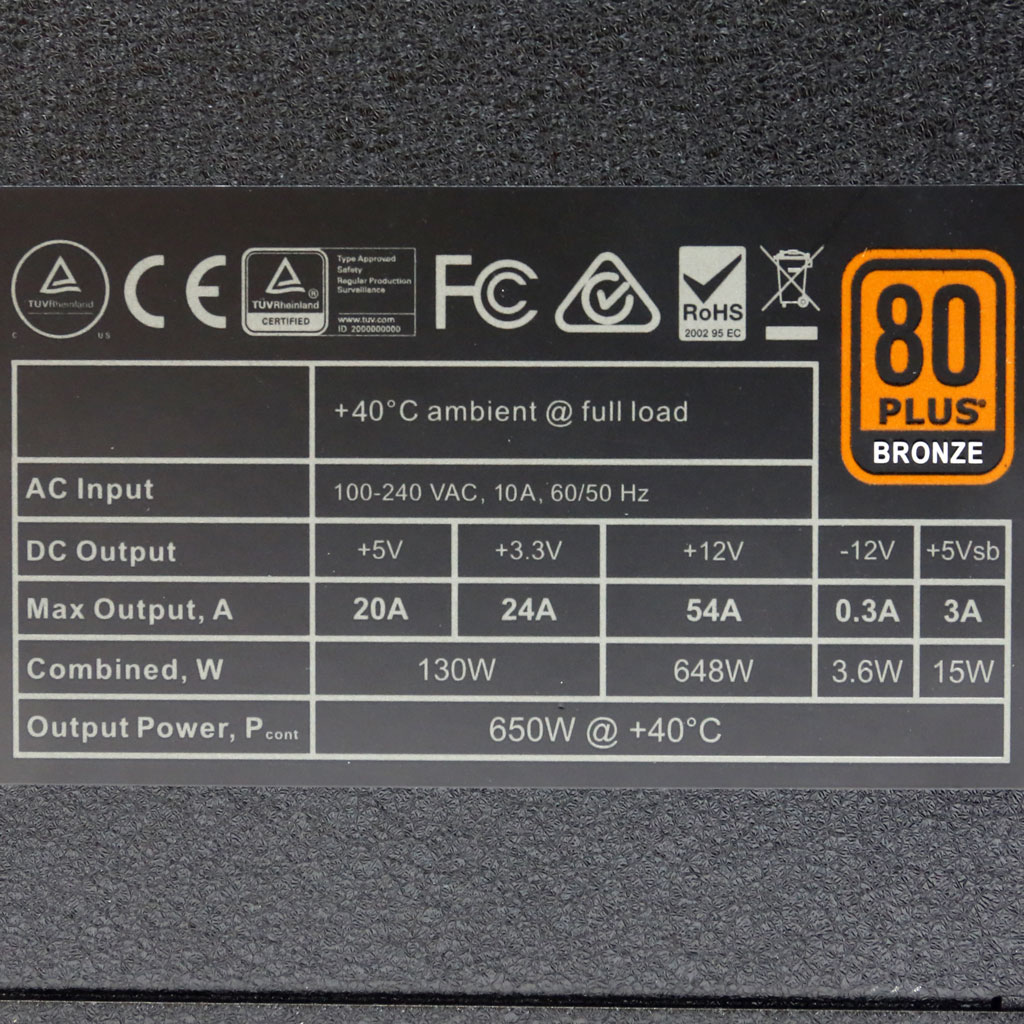 TÜVRheinland
C US
CE
TÜVRheinland ®
CERTIFIED
Type Approved
Safety
Regular Production
Surveillance
www.tuv.com
ID 2000000000
FC
RoHS
2002 95 EC
80
PLUS®
BRONZE
+40°C ambient @ full load
AC Input 100-240 VAC, 10A, 60/50 Hz
DC Output +5V +3.3V +12V -12V +5Vsb
Max Output, A 20A 24A 54A 0.3A 3A
Combined, W 130W 648W 3.6W 15W
Output Power, Pcont 650W @ +40°C